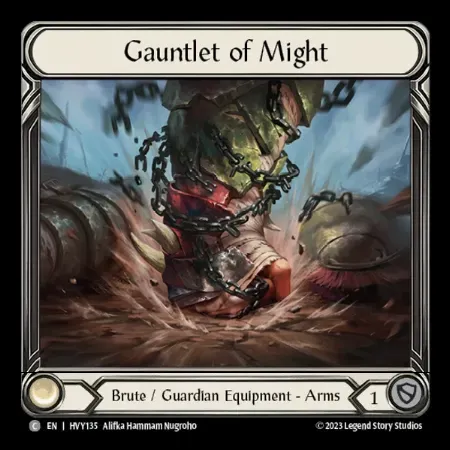 Gauntlet of Might
Brute / Guardian Equipment - Arms 1
C EN | HVY135 Alifka Hammam Nugroho ©2023 Legend Story Studios